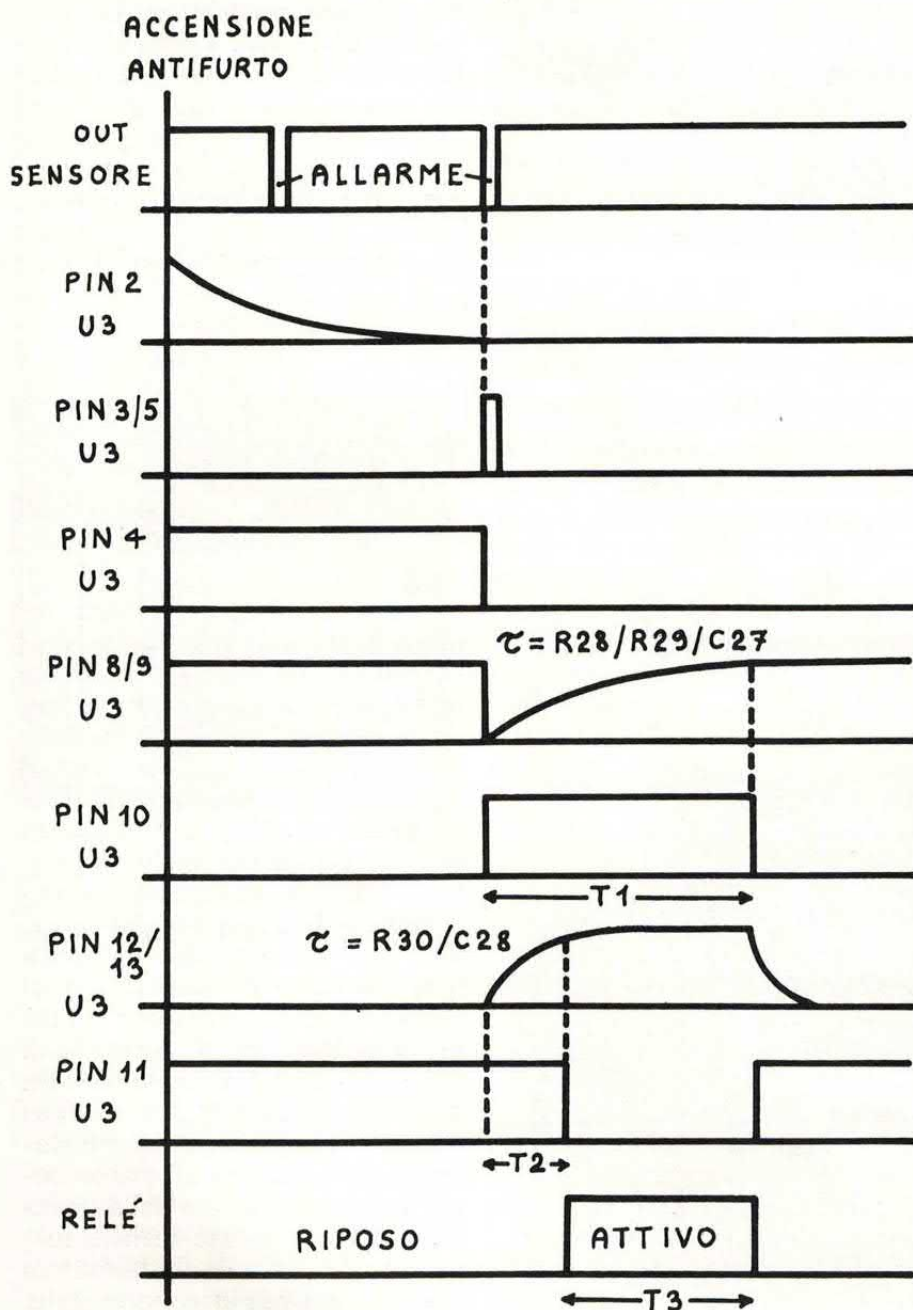 ACCENSIONE
ANTIFURTO
OUT
SENSORE
ALLARME
PIN 2
U3
PIN 3/5
U3
PIN 4
U3
τ = R28/R29/C27
PIN 8/9
U3
PIN 10
U3
T1
PIN 12/
13
U3
τ = R30/C28
PIN 11
U3
T2
RELÉ
RIPOSO
ATTIVO
T3